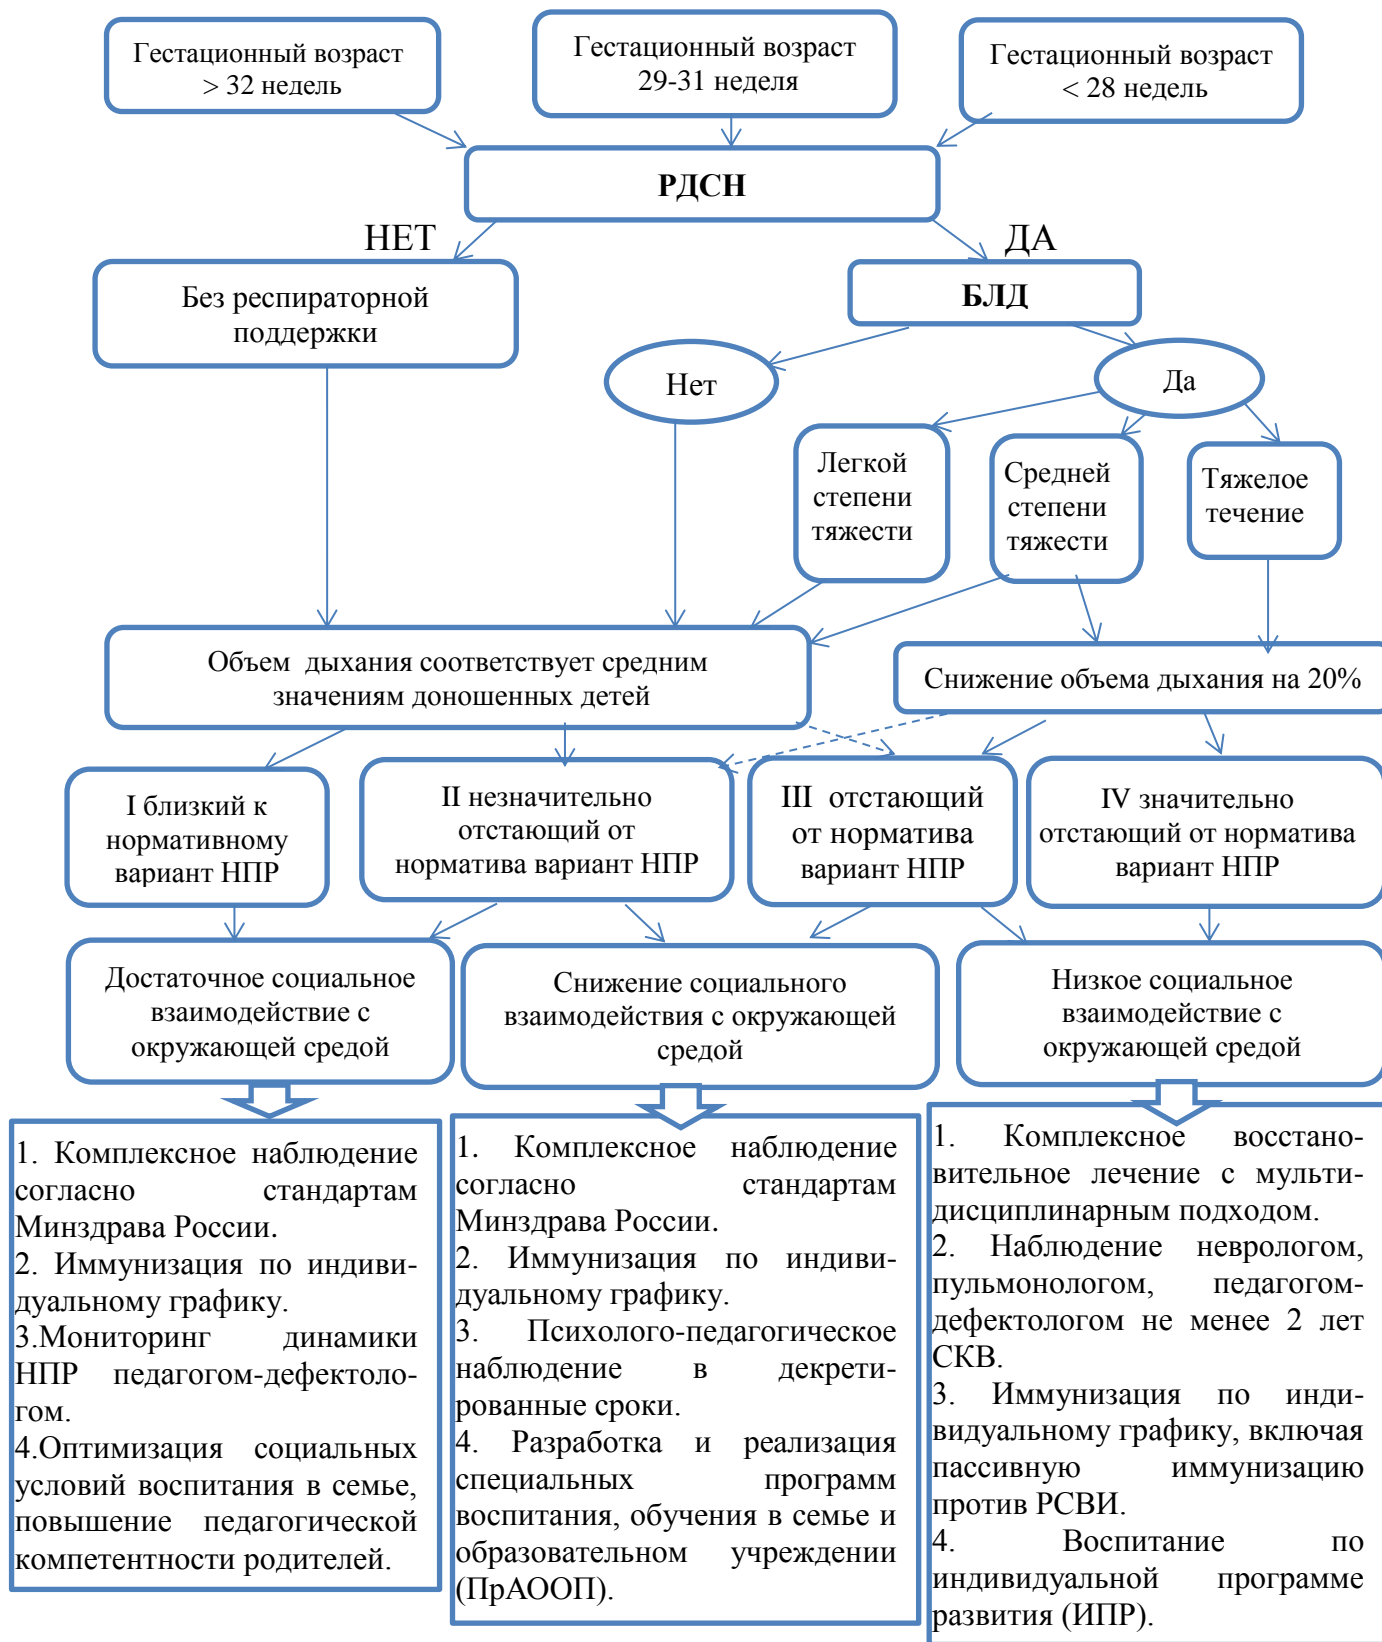 Гестационный возраст
> 32 недель
Гестационный возраст
29-31 неделя
Гестационный возраст
< 28 недель
РДСН
НЕТ
ДА
Без респираторной
поддержки
БЛД
Нет
Да
Легкой
степени
тяжести
Средней
степени
тяжести
Тяжелое
течение
Объем дыхания соответствует средним
значениям доношенных детей
Снижение объема дыхания на 20%
I близкий к
нормативному
вариант НПР
II незначительно
отстающий от
норматива вариант НПР
III отстающий
от норматива
вариант НПР
IV значительно
отстающий от норматива
вариант НПР
Достаточное социальное
взаимодействие с
окружающей средой
Снижение социального
взаимодействия с окружающей
средой
Низкое социальное
взаимодействие с
окружающей средой
1. Комплексное наблюдение
согласно стандартам
Минздрава России.
2. Иммунизация по индиви-
дуальному графику.
3.Мониторинг динамики
НПР педагогом-дефектоло-
гом.
4.Оптимизация социальных
условий воспитания в семье,
повышение педагогической
компетентности родителей.
1. Комплексное наблюдение
согласно стандартам
Минздрава России.
2. Иммунизация по индиви-
дуальному графику.
3. Психолого-педагогическое
наблюдение в декрети-
рованные сроки.
4. Разработка и реализация
специальных программ
воспитания, обучения в семье и
образовательном учреждении
(ПрАООП).
1. Комплексное восстано-
вительное лечение с мульти-
дисциплинарным подходом.
2. Наблюдение неврологом,
пульмонологом, педагогом-
дефектологом не менее 2 лет
СКВ.
3. Иммунизация по инди-
видуальному графику, включая
пассивную иммунизацию
против РСВИ.
4. Воспитание по
индивидуальной программе
развития (ИПР).